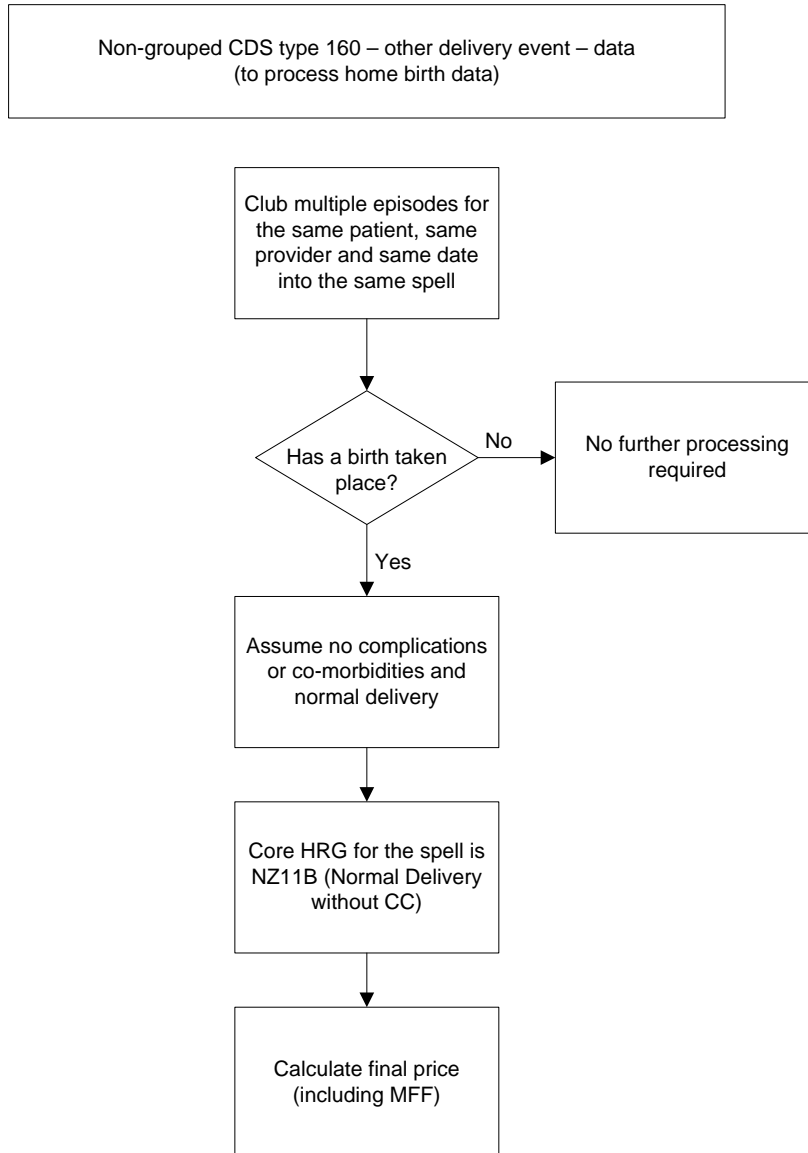 Non-grouped CDS type 160 – other delivery event – data
(to process home birth data)
Club multiple episodes for
the same patient, same
provider and same date
into the same spell
Has a birth taken
place?
No
No further processing
required
Yes
Assume no complications
or co-morbidities and
normal delivery
Core HRG for the spell is
NZ11B (Normal Delivery
without CC)
Calculate final price
(including MFF)